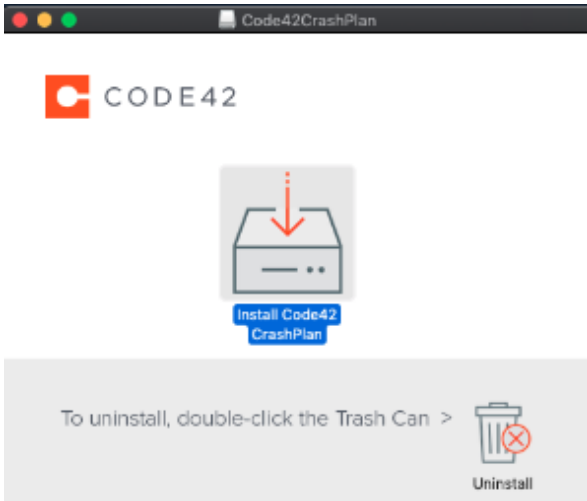 Code42CrashPlan
CODE42
Install Code42
CrashPlan
To uninstall, double-click the Trash Can >
Uninstall